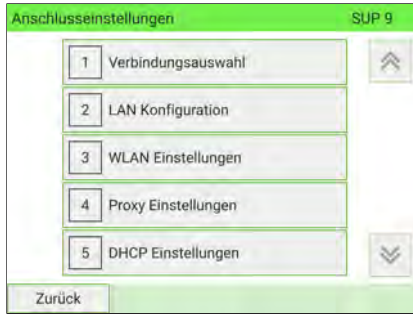 Anschlusseinstellungen SUP 9
1 Verbindungsauswahl
2 LAN Konfiguration
3 WLAN Einstellungen
4 Proxy Einstellungen
5 DHCP Einstellungen
Zurück